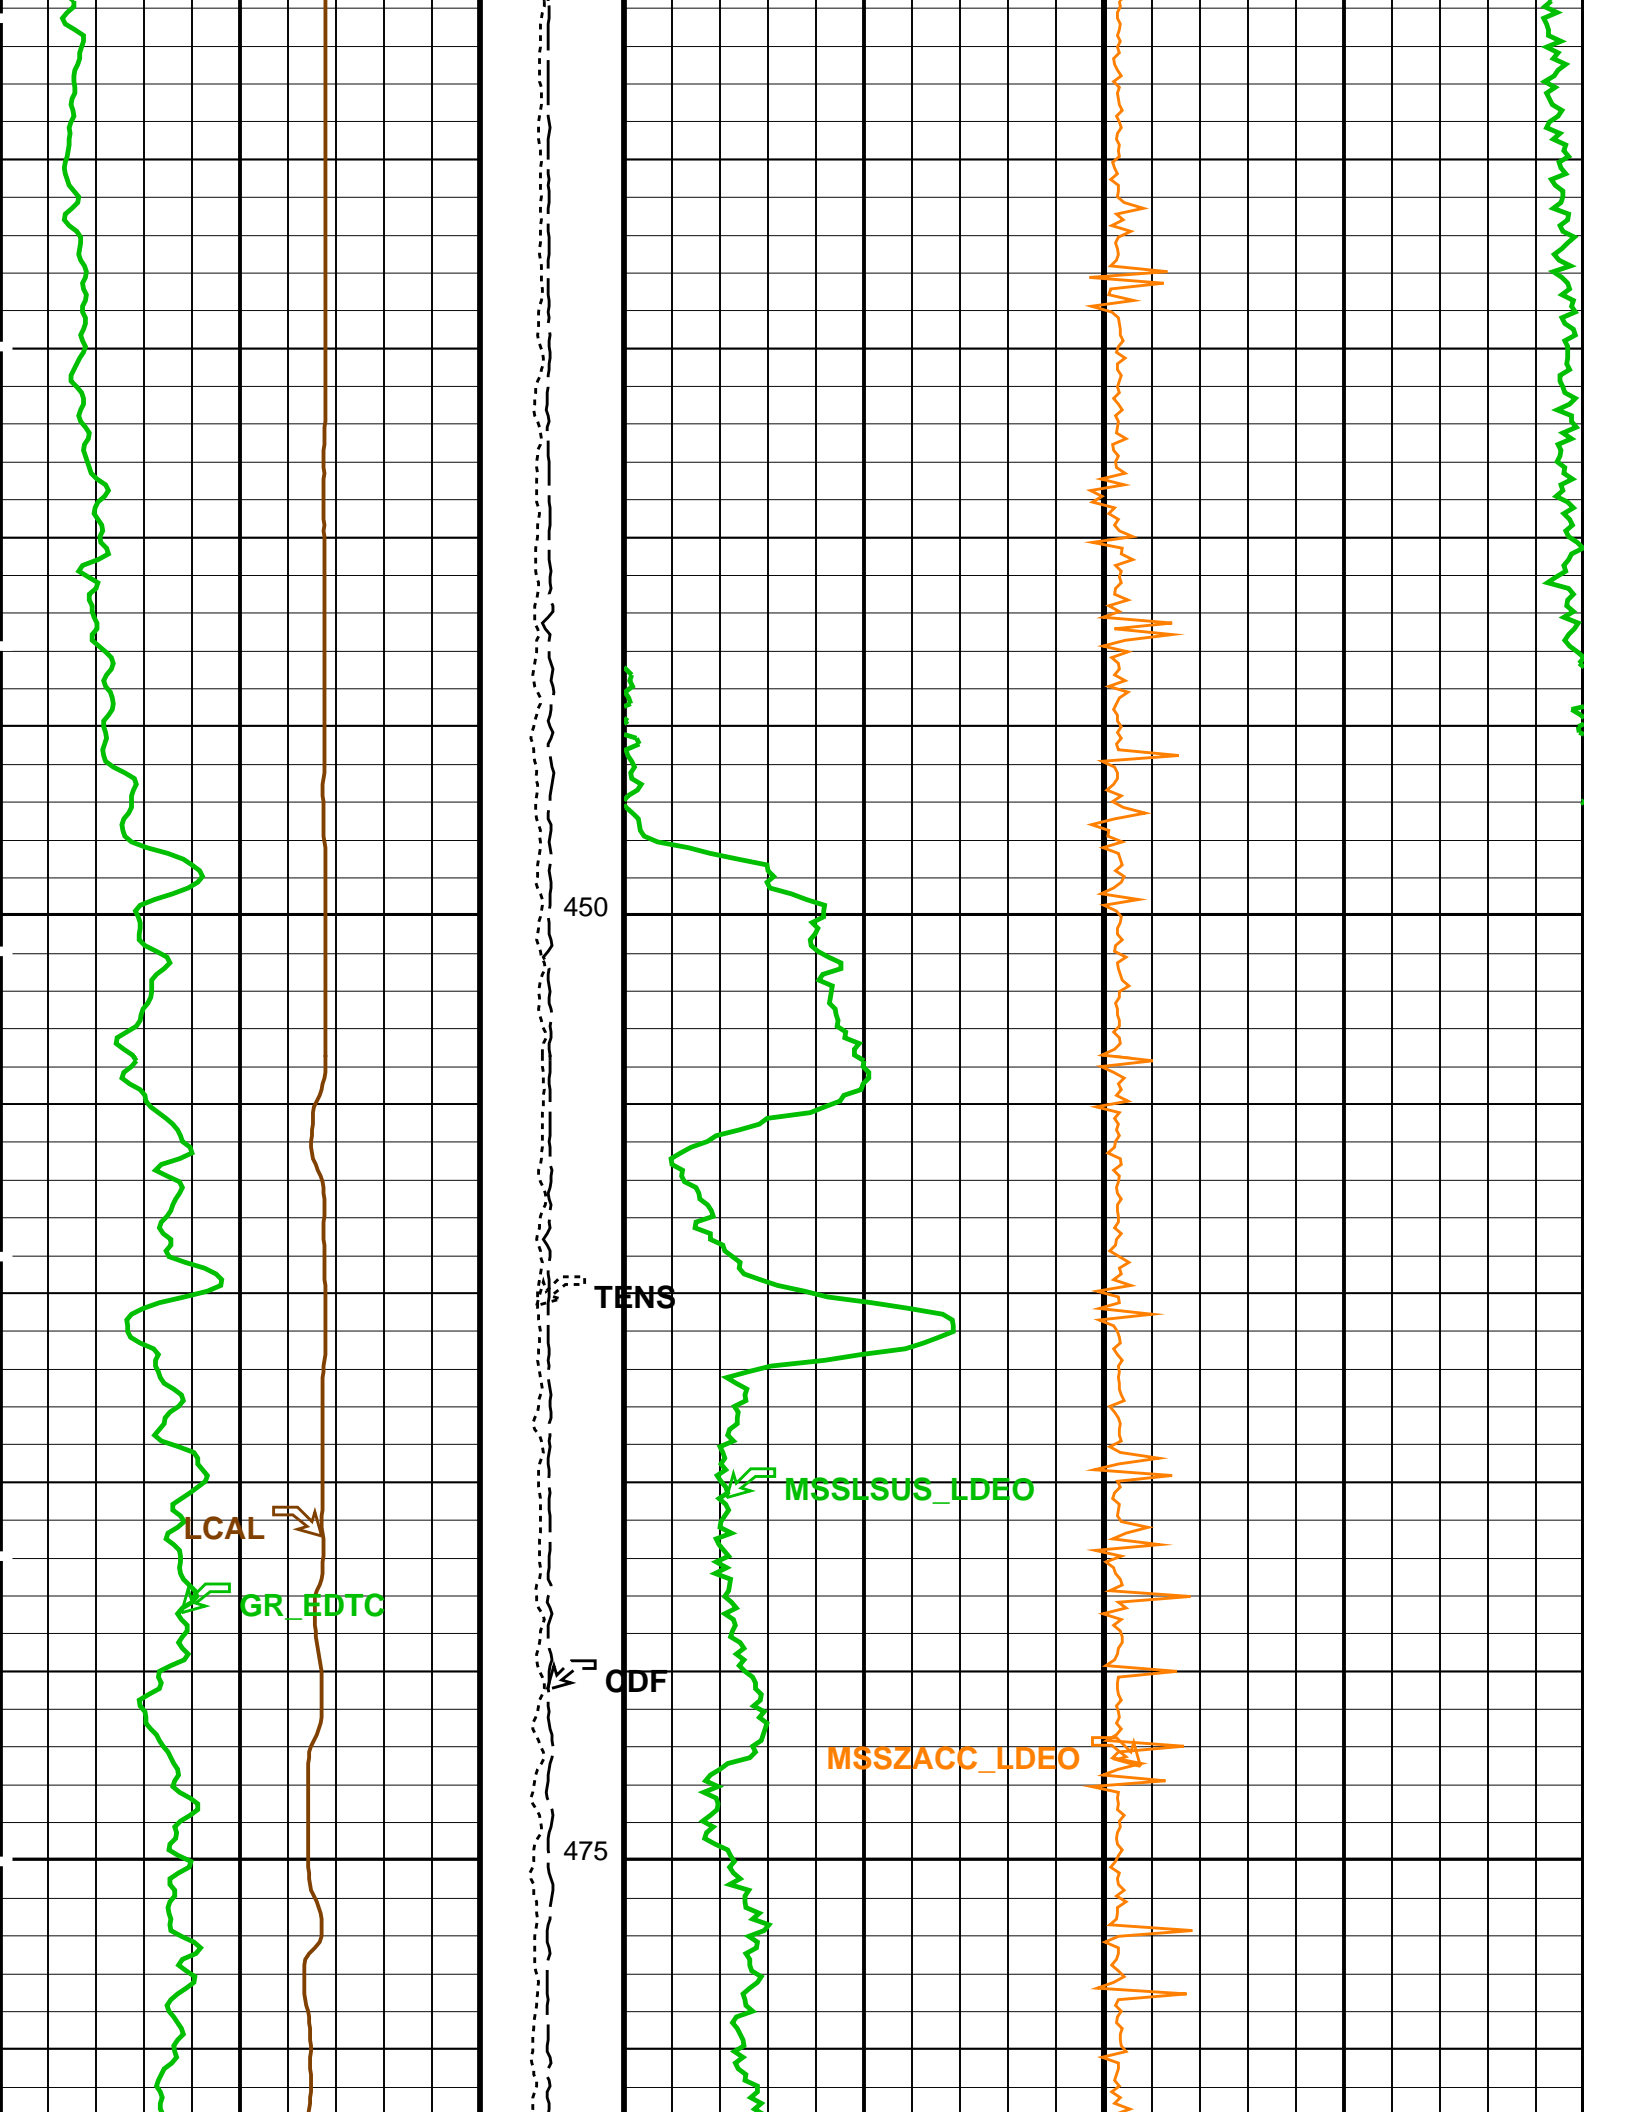 450
TENS
MSSLSUS_LDEO
LCAL
GR_EDTC
CDF
MSSZACC_LDEO
475